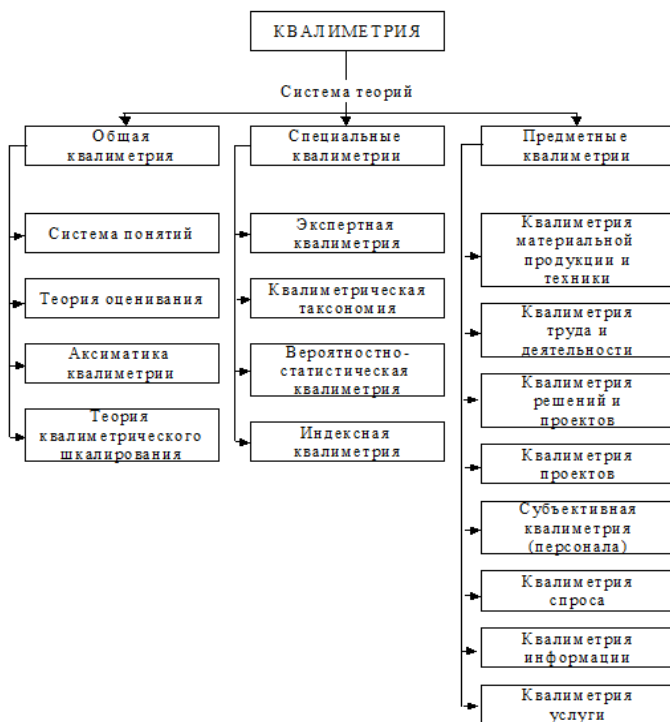 КВАЛИМЕТРИЯ
Система теорий
Общая
квалиметрия
Специальные
квалиметрии
Предметные
квалиметрии
Система понятий
Теория оценивания
Аксиматика
квалиметрии
Теория
квалиметрического
шкалирования
Экспертная
квалиметрия
Квалиметрическая
таксономия
Вероятностно-
статистическая
квалиметрия
Индексная
квалиметрия
Квалиметрия
материальной
продукции и
техники
Квалиметрия
труда и
деятельности
Квалиметрия
решений и
проектов
Квалиметрия
проектов
Субъективная
квалиметрия
(персонала)
Квалиметрия
спроса
Квалиметрия
информации
Квалиметрия
услуги